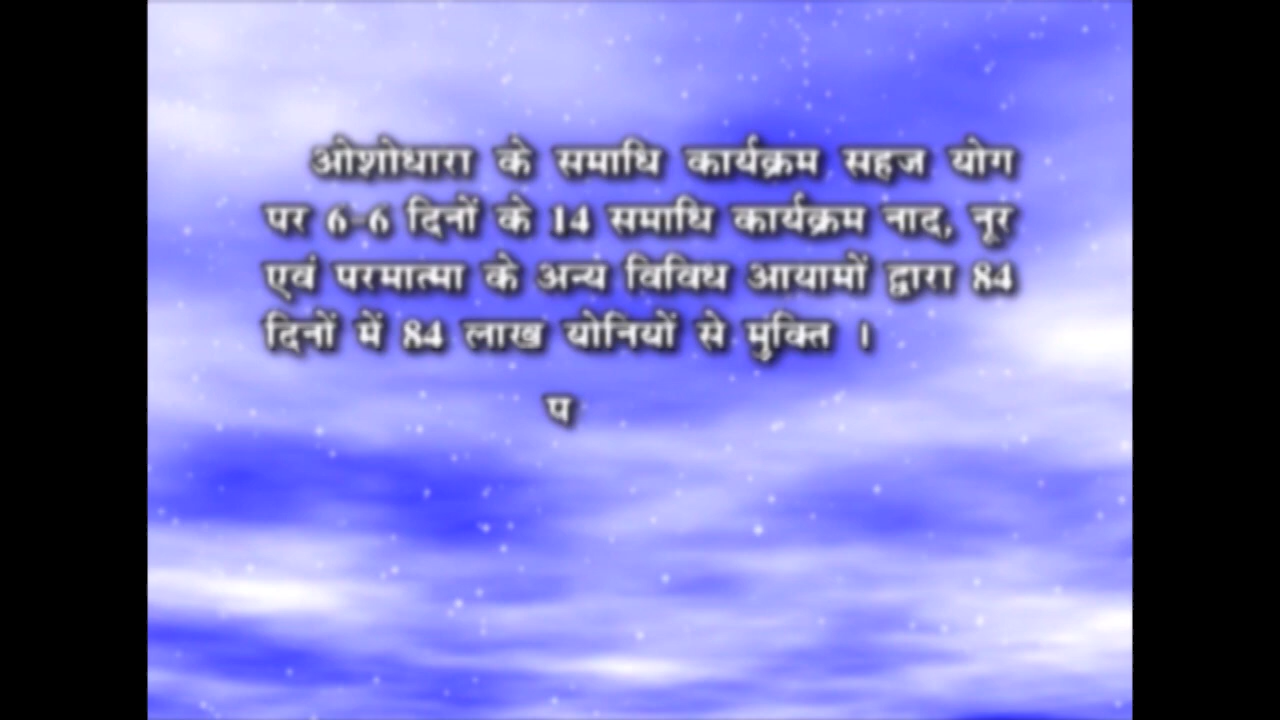 ओशोधारा के समाधि कार्यक्रम सहज योग
पर 6-6 दिनों के 14 समाधि कार्यक्रम नाद, नूर
एवं परमात्मा के अन्य विविध आयामों द्वारा 84
दिनों में 84 लाख योनियों से मुक्ति ।
प